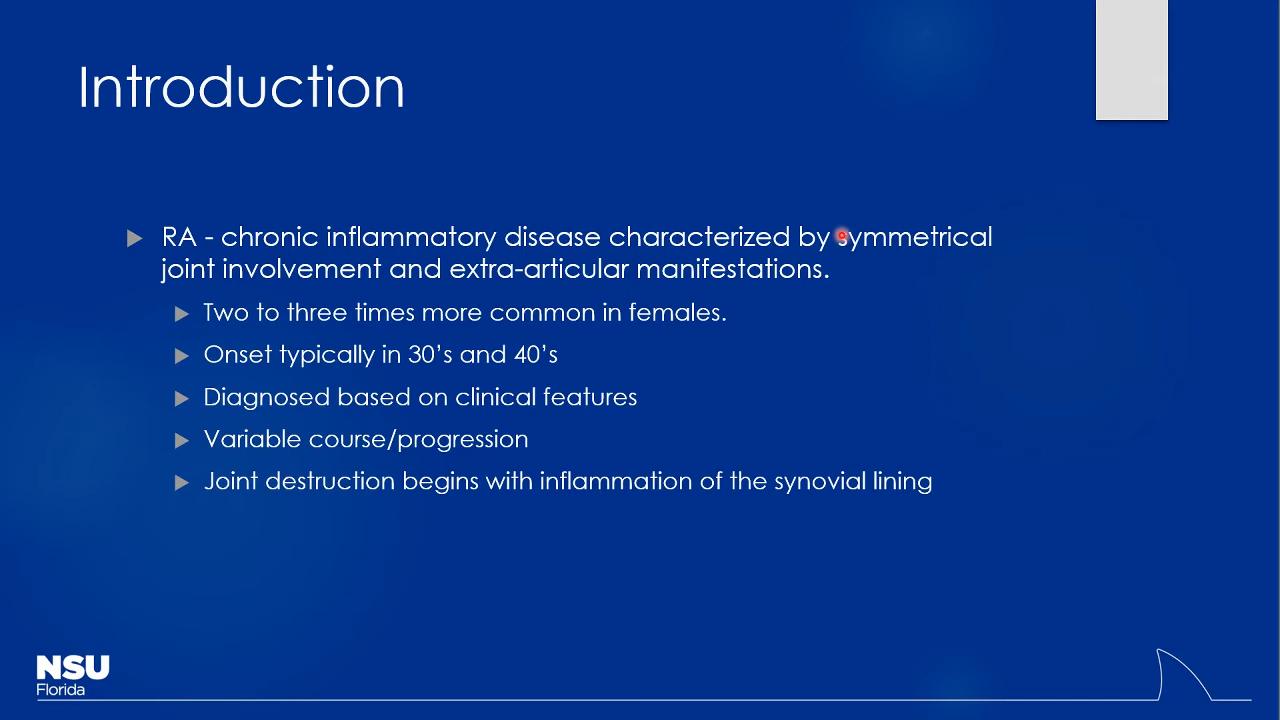 Introduction
RA - chronic inflammatory disease characterized by symmetrical
joint involvement and extra-articular manifestations.
Two to three times more common in females.
Onset typically in 30’s and 40’s
Diagnosed based on clinical features
Variable course/progression
Joint destruction begins with inflammation of the synovial lining
NSU
Florida